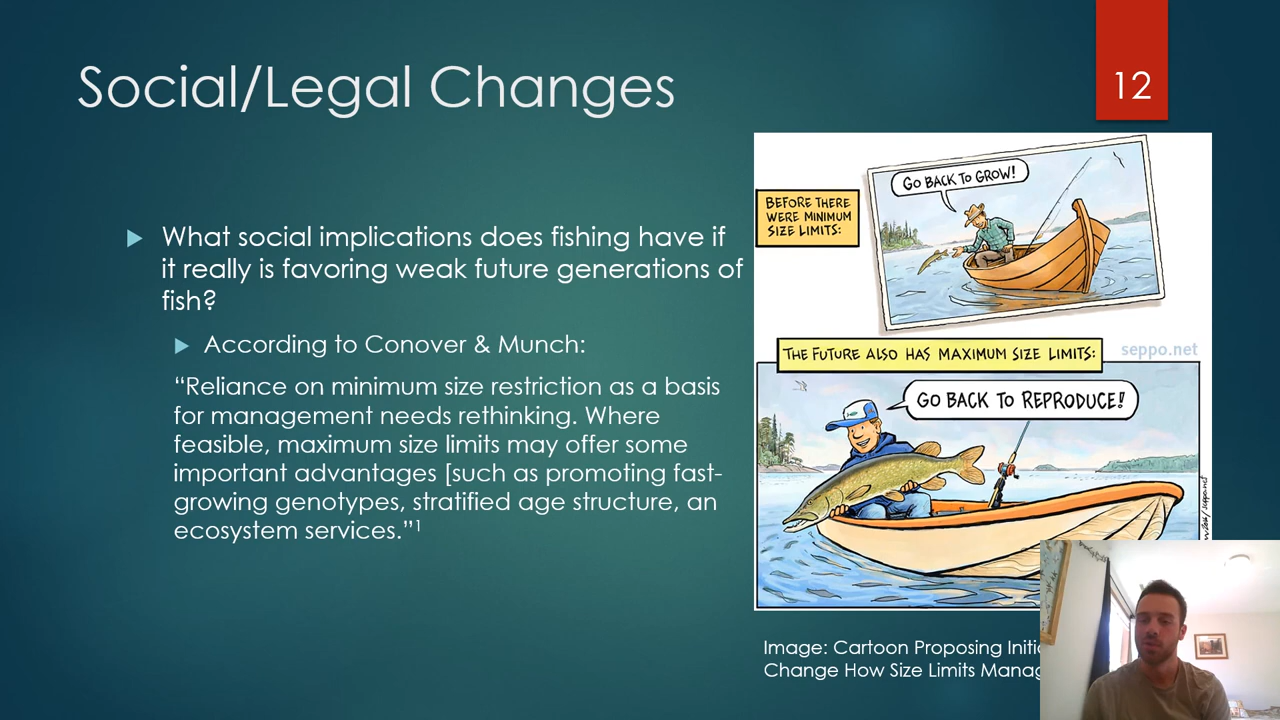 Social/Legal Changes
12
What social implications does fishing have if
it really is favoring weak future generations of
fish?
According to Conover & Munch:
“Reliance on minimum size restriction as a basis
for management needs rethinking. Where
feasible, maximum size limits may offer some
important advantages [such as promoting fast-
growing genotypes, stratified age structure, an
ecosystem services.”1
BEFORE THERE
WERE MINIMUM
SIZE LIMITS:
GO BACK TO GROW!
THE FUTURE ALSO HAS MAXIMUM SIZE LIMITS:
seppo.net
GO BACK TO REPRODUCE!
Image: Cartoon Proposing
Change How Size Limits